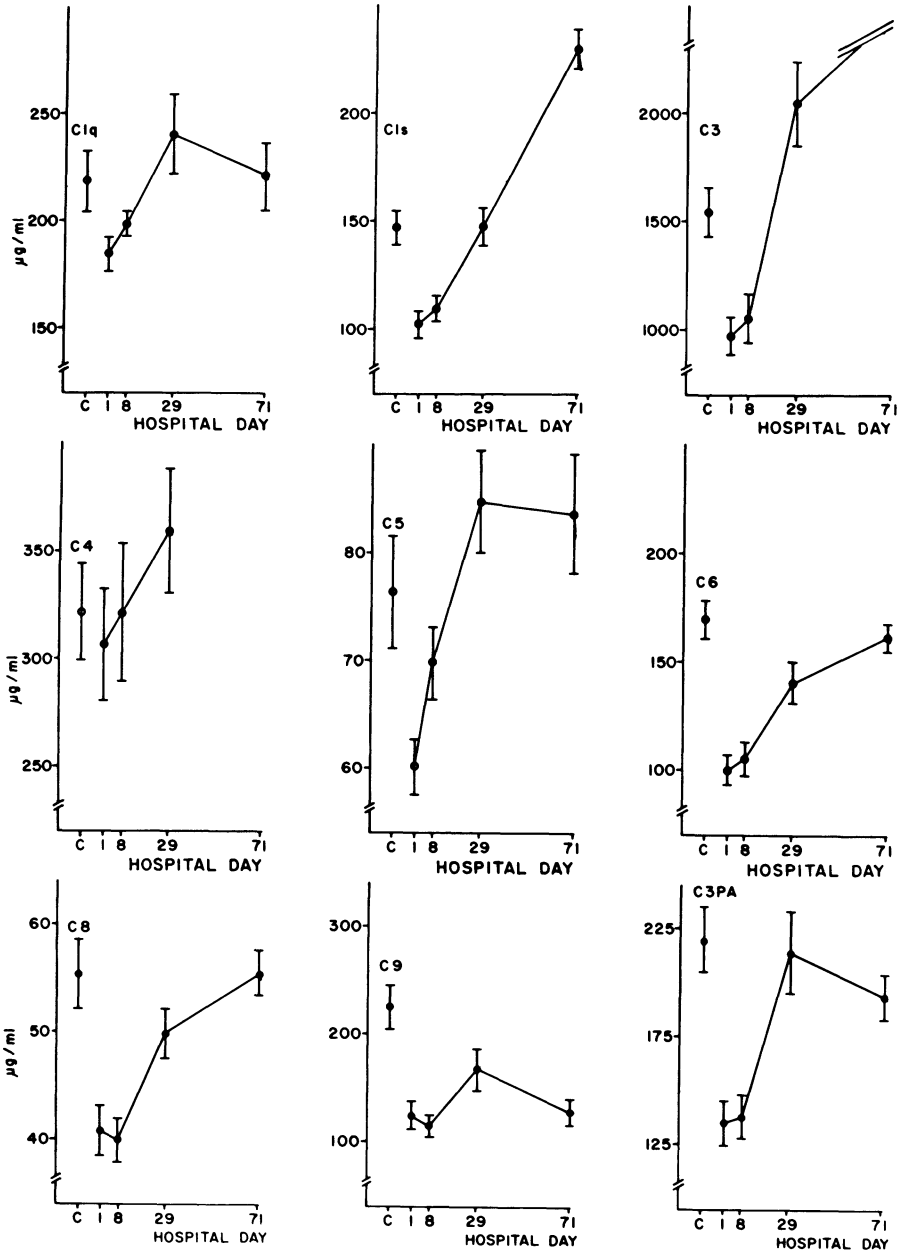 250
C1q
200
150
µg/ml
C 1 8 29 71
HOSPITAL DAY
200
C1s
150
100
C 1 8 29 71
HOSPITAL DAY
2000
C3
1500
1000
C 1 8 29 71
HOSPITAL DAY
350
C4
300
250
µg/ml
C 1 8 29 71
HOSPITAL DAY
80
C5
70
60
C 1 8 29 71
HOSPITAL DAY
200
C6
150
100
C 1 8 29 71
HOSPITAL DAY
60
C8
50
40
µg/ml
C 1 8 29 71
HOSPITAL DAY
300
C9
200
100
C 1 8 29 71
HOSPITAL DAY
C3PA
225
175
125
C 1 8 29 71
HOSPITAL DAY